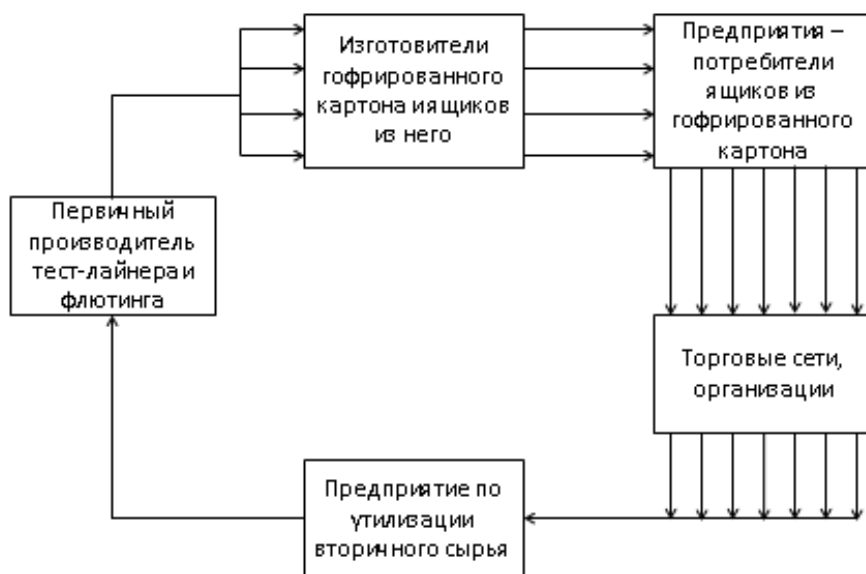 Изготовители
гофрированного
картона и ящиков
из него
Предприятия –
потребители
ящиков из
гофрированного
картона
Первичный
производитель
тест-лайнера и
флютинга
Торговые сети,
организации
Предприятие по
утилизации
вторичного сырья